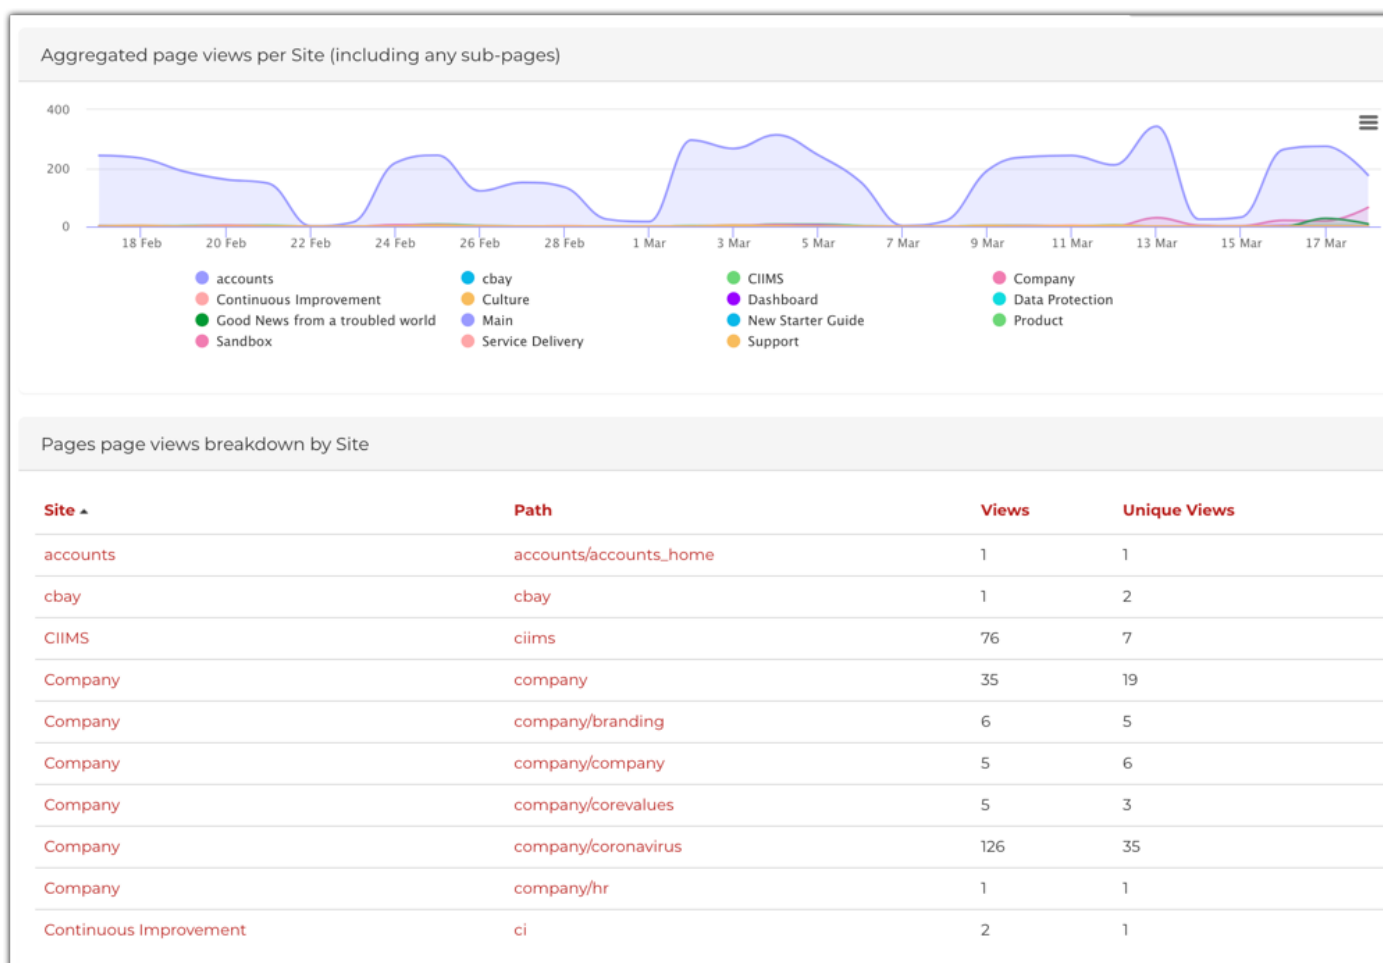 Aggregated page views per Site (including any sub-pages)
400
200
0
18 Feb 20 Feb 22 Feb 24 Feb 26 Feb 28 Feb 1 Mar 3 Mar 5 Mar 7 Mar 9 Mar 11 Mar 13 Mar 15 Mar 17 Mar
accounts cbay CIIMS Company
Continuous Improvement Culture Dashboard Data Protection
Good News from a troubled world Main New Starter Guide Product
Sandbox Service Delivery Support
Pages page views breakdown by Site
Site Path Views Unique Views
accounts accounts/accounts_home 1 1
cbay cbay 1 2
CIIMS ciims 76 7
Company company 35 19
Company company/branding 6 5
Company company/company 5 6
Company company/corevalues 5 3
Company company/coronavirus 126 35
Company company/hr 1 1
Continuous Improvement ci 2 1